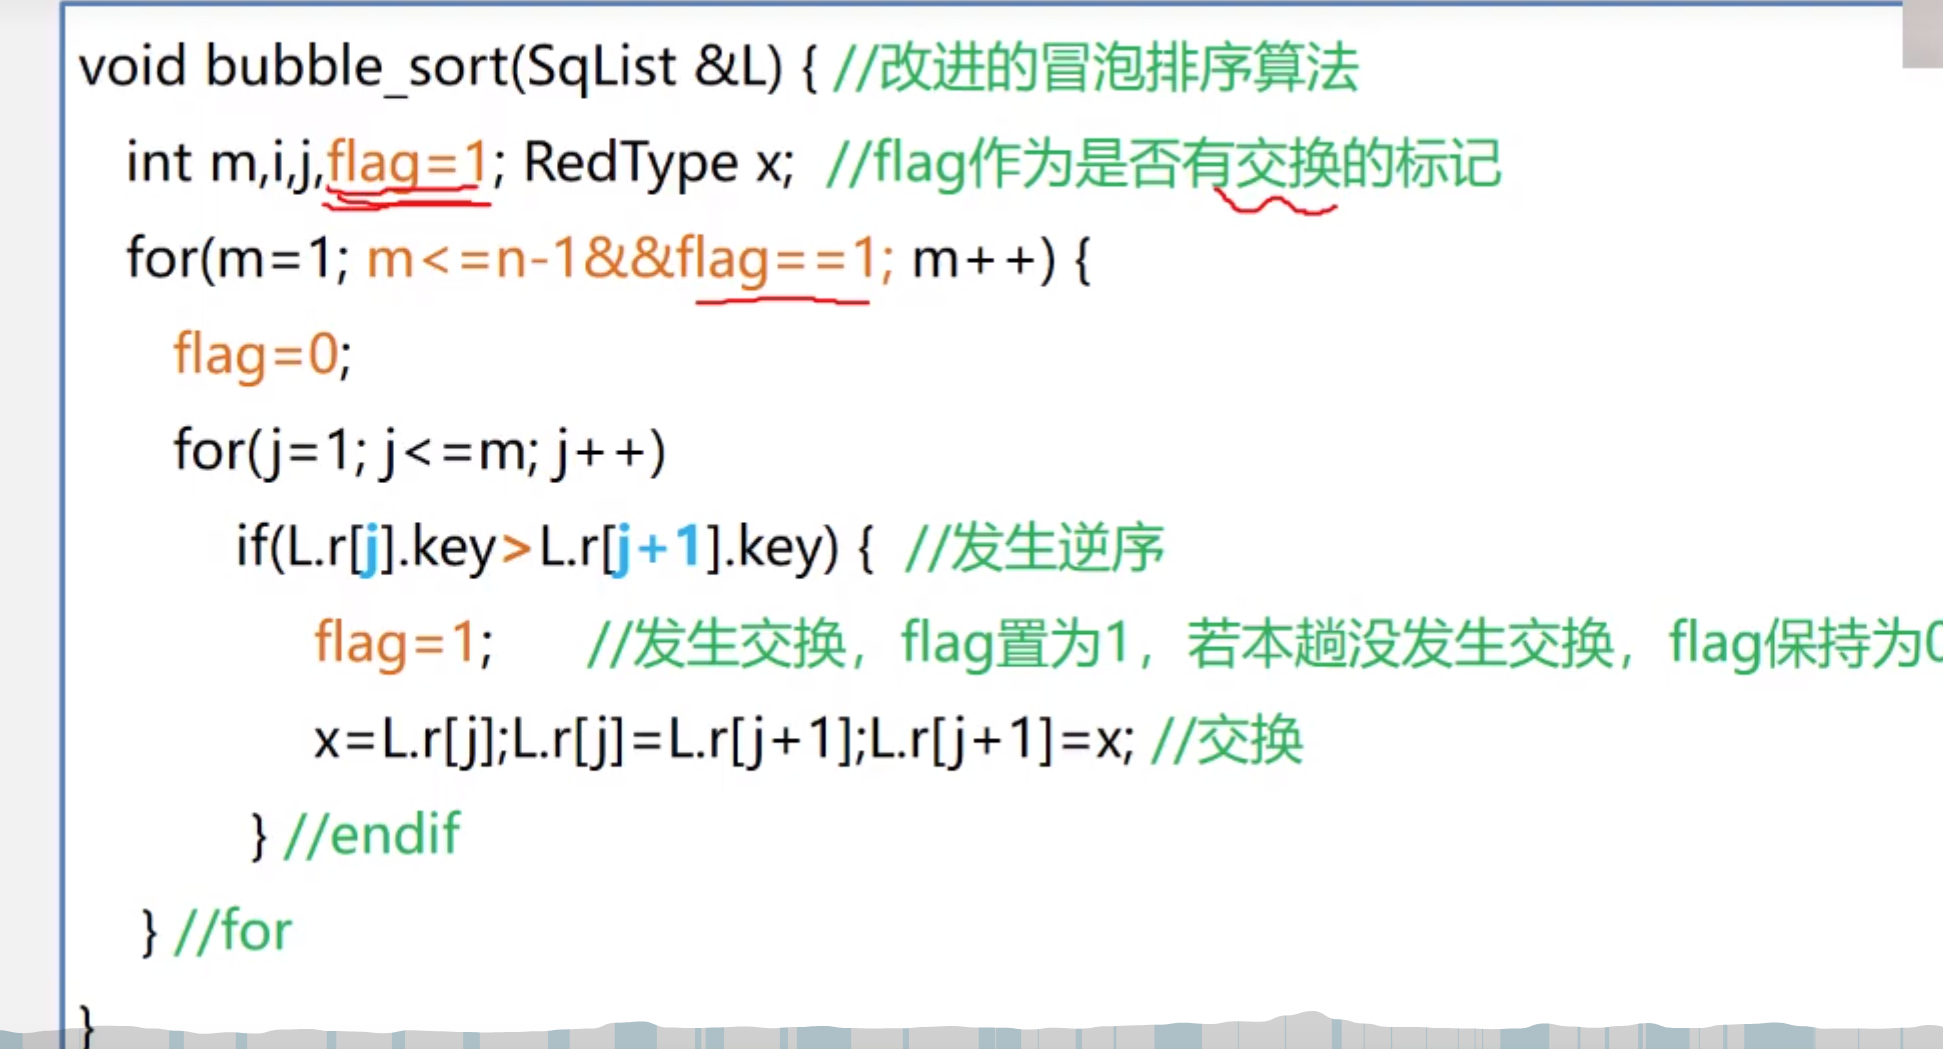 void bubble_sort(SqList &L) { //改进的冒泡排序算法
int m,i,j,flag=1; RedType x; //flag作为是否有交换的标记
for(m=1; m<=n-1&&flag==1; m++) {
flag=0;
for(j=1; j<=m; j++)
if(L.r[j].key>L.r[j+1].key) { //发生逆序
flag=1; //发生交换，flag置为1，若本趟没发生交换，flag保持为0
x=L.r[j];L.r[j]=L.r[j+1];L.r[j+1]=x; //交换
} //endif
} //for
}